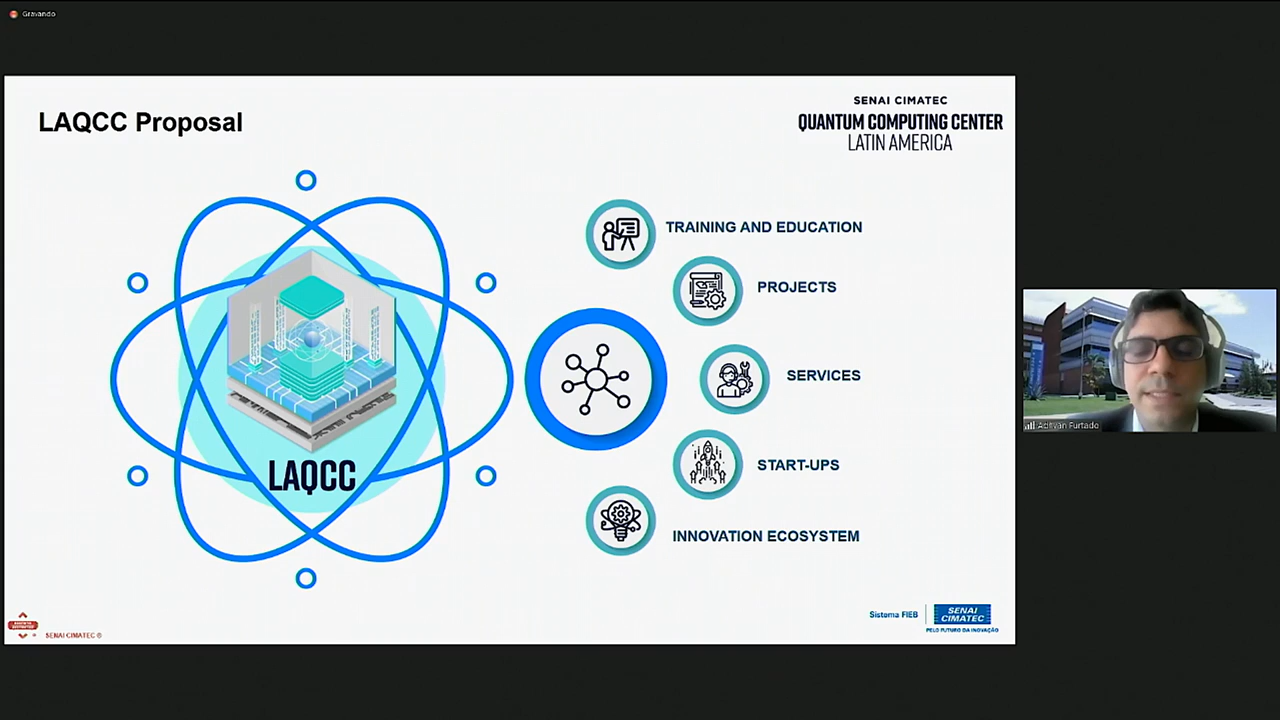 Gravando
LAQCC Proposal
SENAI CIMATEC
QUANTUM COMPUTING CENTER
LATIN AMERICA
TRAINING AND EDUCATION
PROJECTS
SERVICES
START-UPS
INNOVATION ECOSYSTEM
LAQCC
Adhvan Furtado
SENAI CIMATEC ©
Sistema FIEB
SENAI
CIMATEC
PELO FUTURO DA INOVAÇÃO